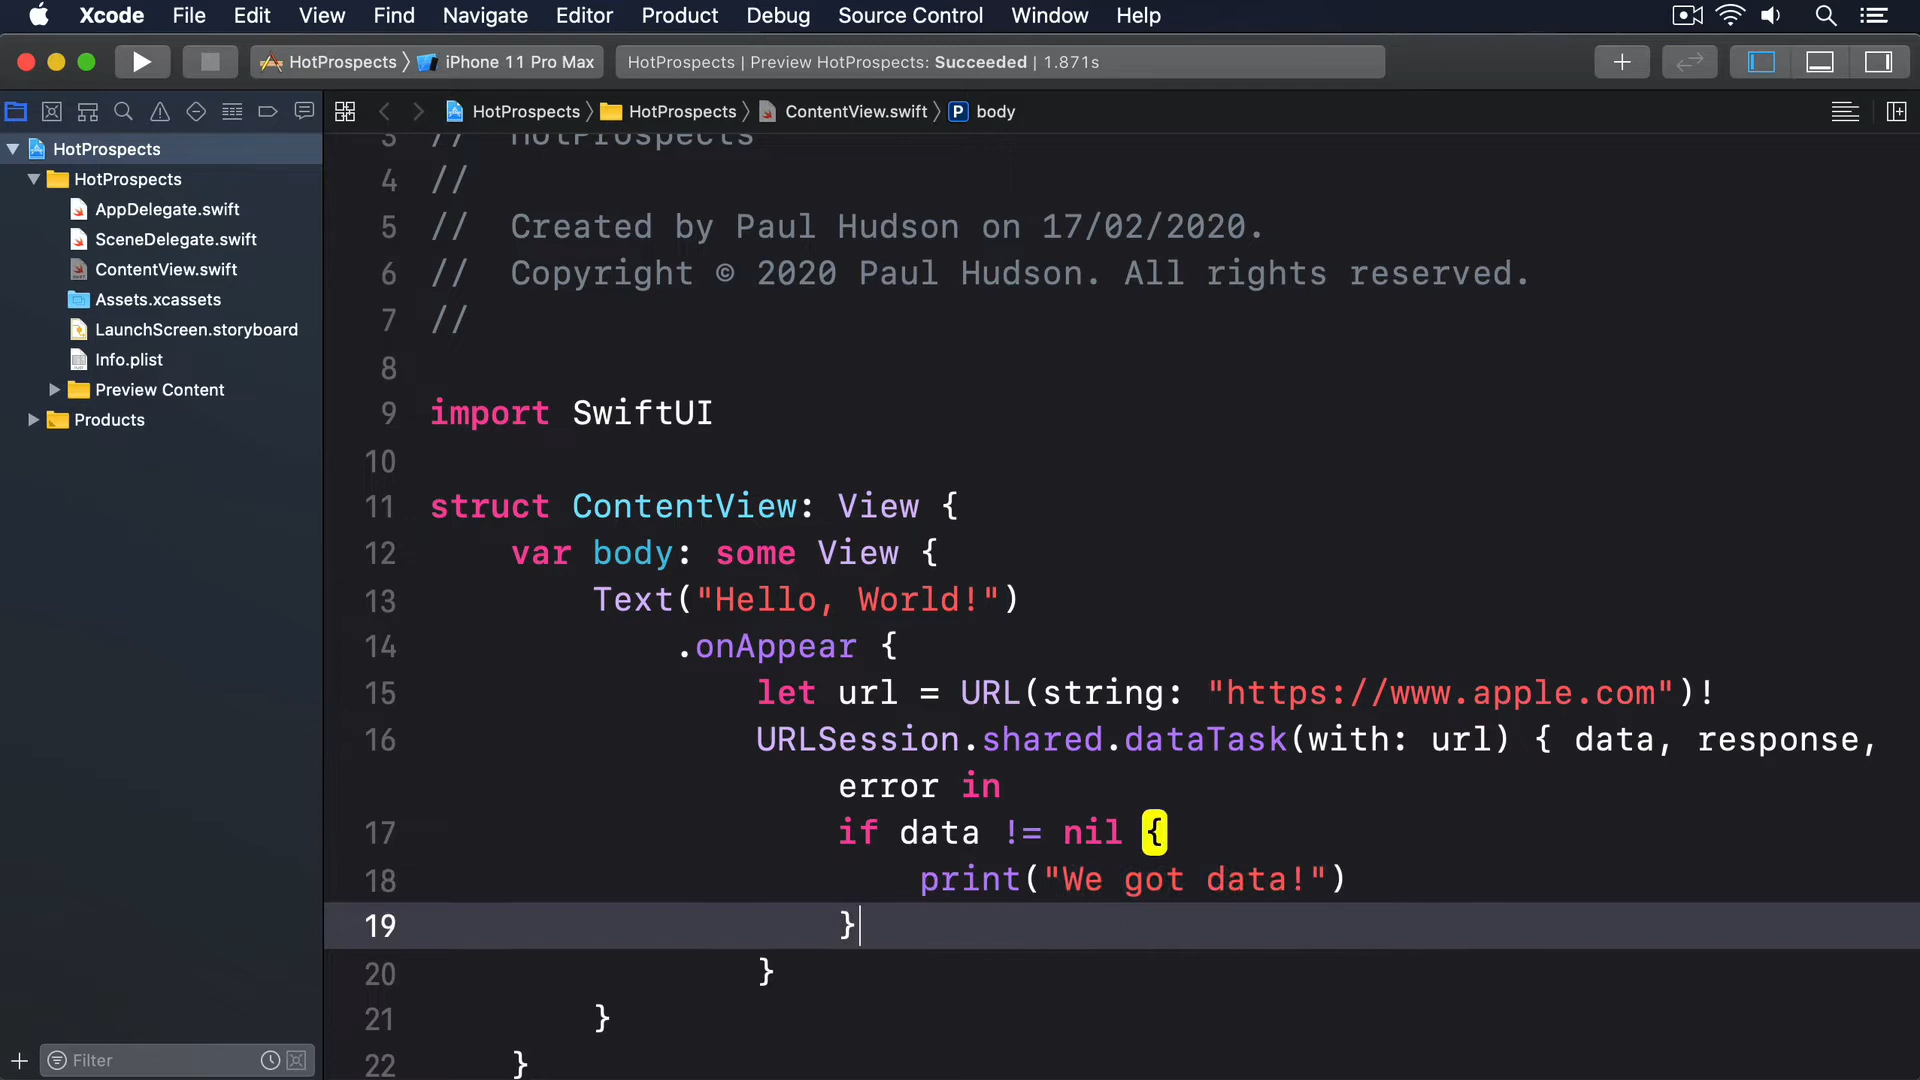 Xcode File Edit View Find Navigate Editor Product Debug Source Control Window Help
HotProspects iPhone 11 Pro Max HotProspects | Preview HotProspects: Succeeded | 1.871s
HotProspects HotProspects ContentView.swift P body
HotProspects
HotProspects
AppDelegate.swift
SceneDelegate.swift
ContentView.swift
Assets.xcassets
LaunchScreen.storyboard
Info.plist
Preview Content
Products
Filter
3 // HotProspects
4 //
5 // Created by Paul Hudson on 17/02/2020.
6 // Copyright © 2020 Paul Hudson. All rights reserved.
7 //
8
9 import SwiftUI
10
11 struct ContentView: View {
12 var body: some View {
13 Text("Hello, World!")
14 .onAppear {
15 let url = URL(string: "https://www.apple.com")!
16 URLSession.shared.dataTask(with: url) { data, response,
error in
17 if data != nil {
18 print("We got data!")
19 }
20 }
21 }
22 }